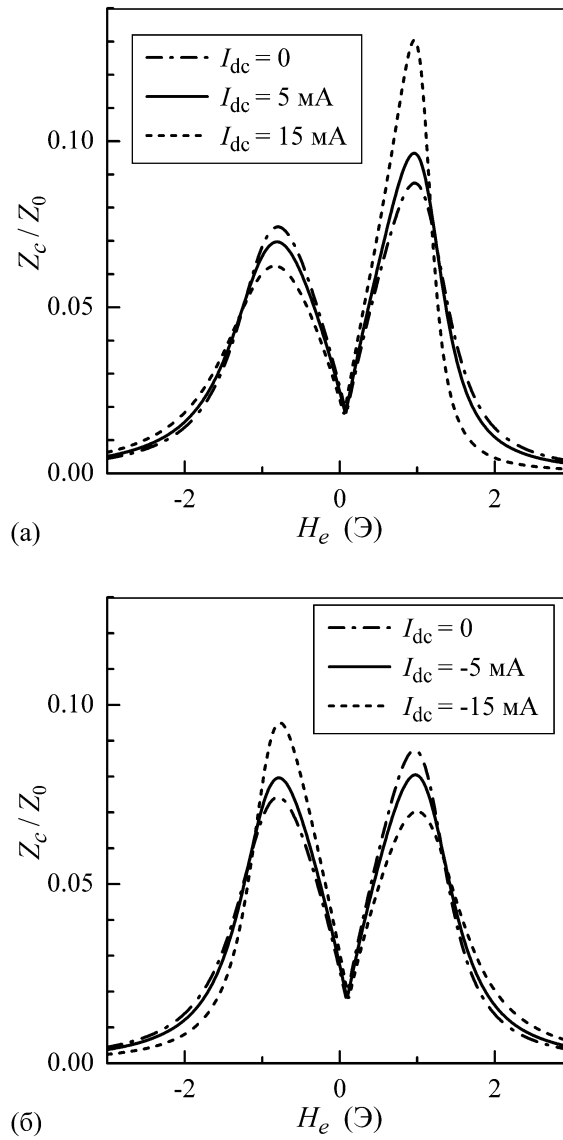 I_dc = 0
I_dc = 5 мА
I_dc = 15 мА
Z_c / Z_0
0.10
0.05
0.00
-2 0 2
H_e (Э)
(а)
I_dc = 0
I_dc = -5 мА
I_dc = -15 мА
Z_c / Z_0
0.10
0.05
0.00
-2 0 2
H_e (Э)
(б)